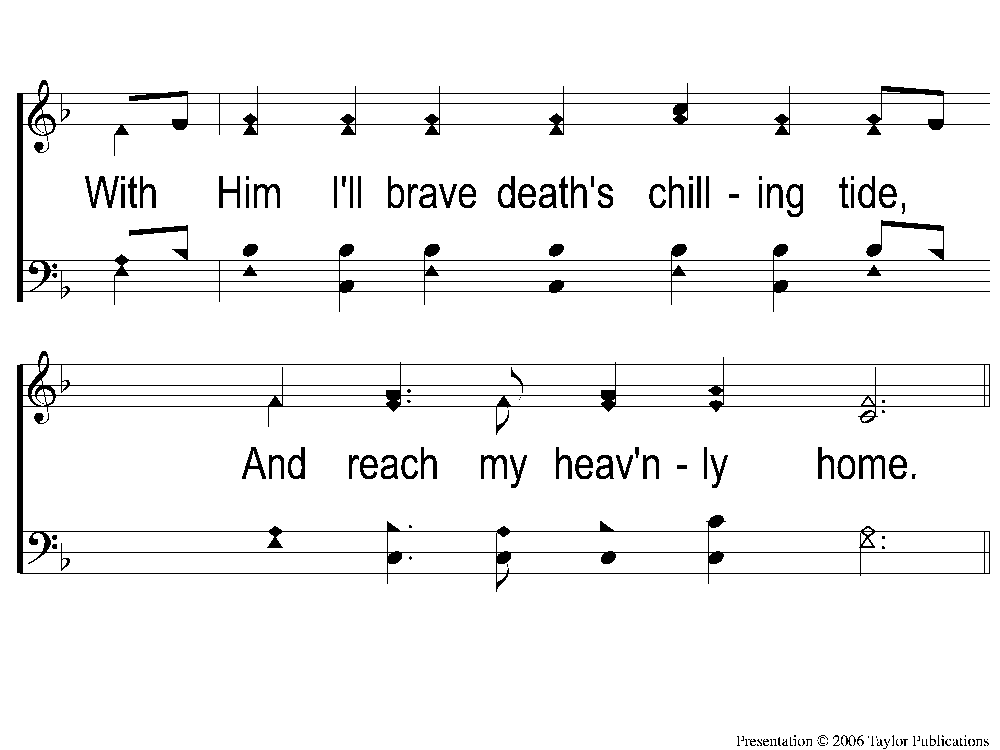 With Him I'll brave death's chill - ing tide,
And reach my heav'n - ly home.
Presentation © 2006 Taylor Publications